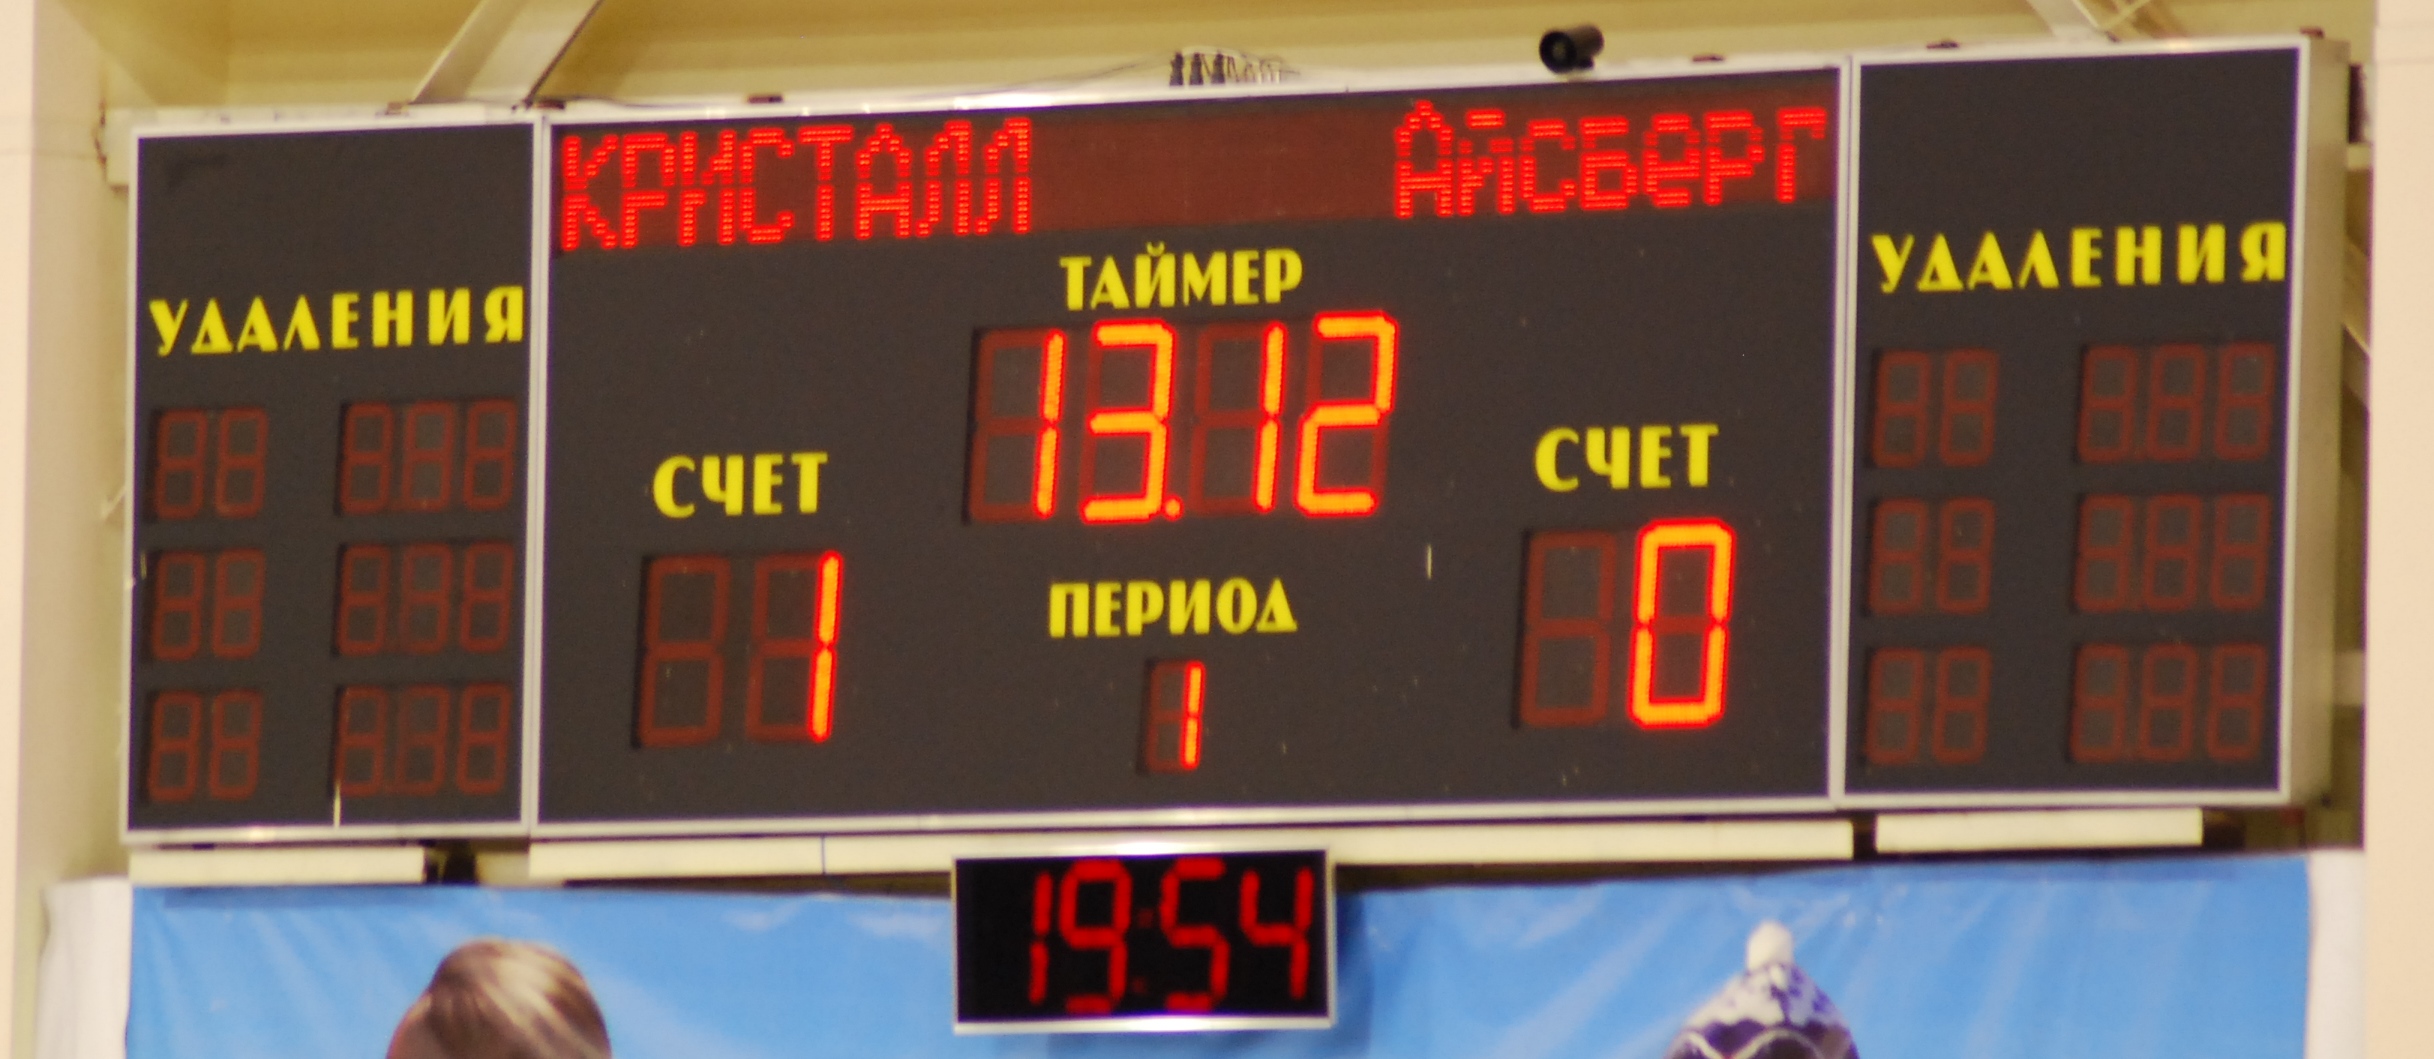 КРИСТАЛЛ АЙСБЕРГ
ТАЙМЕР
УДАЛЕНИЯ 13.12 УДАЛЕНИЯ
СЧЕТ СЧЕТ
1 ПЕРИОД 0
1
19:54